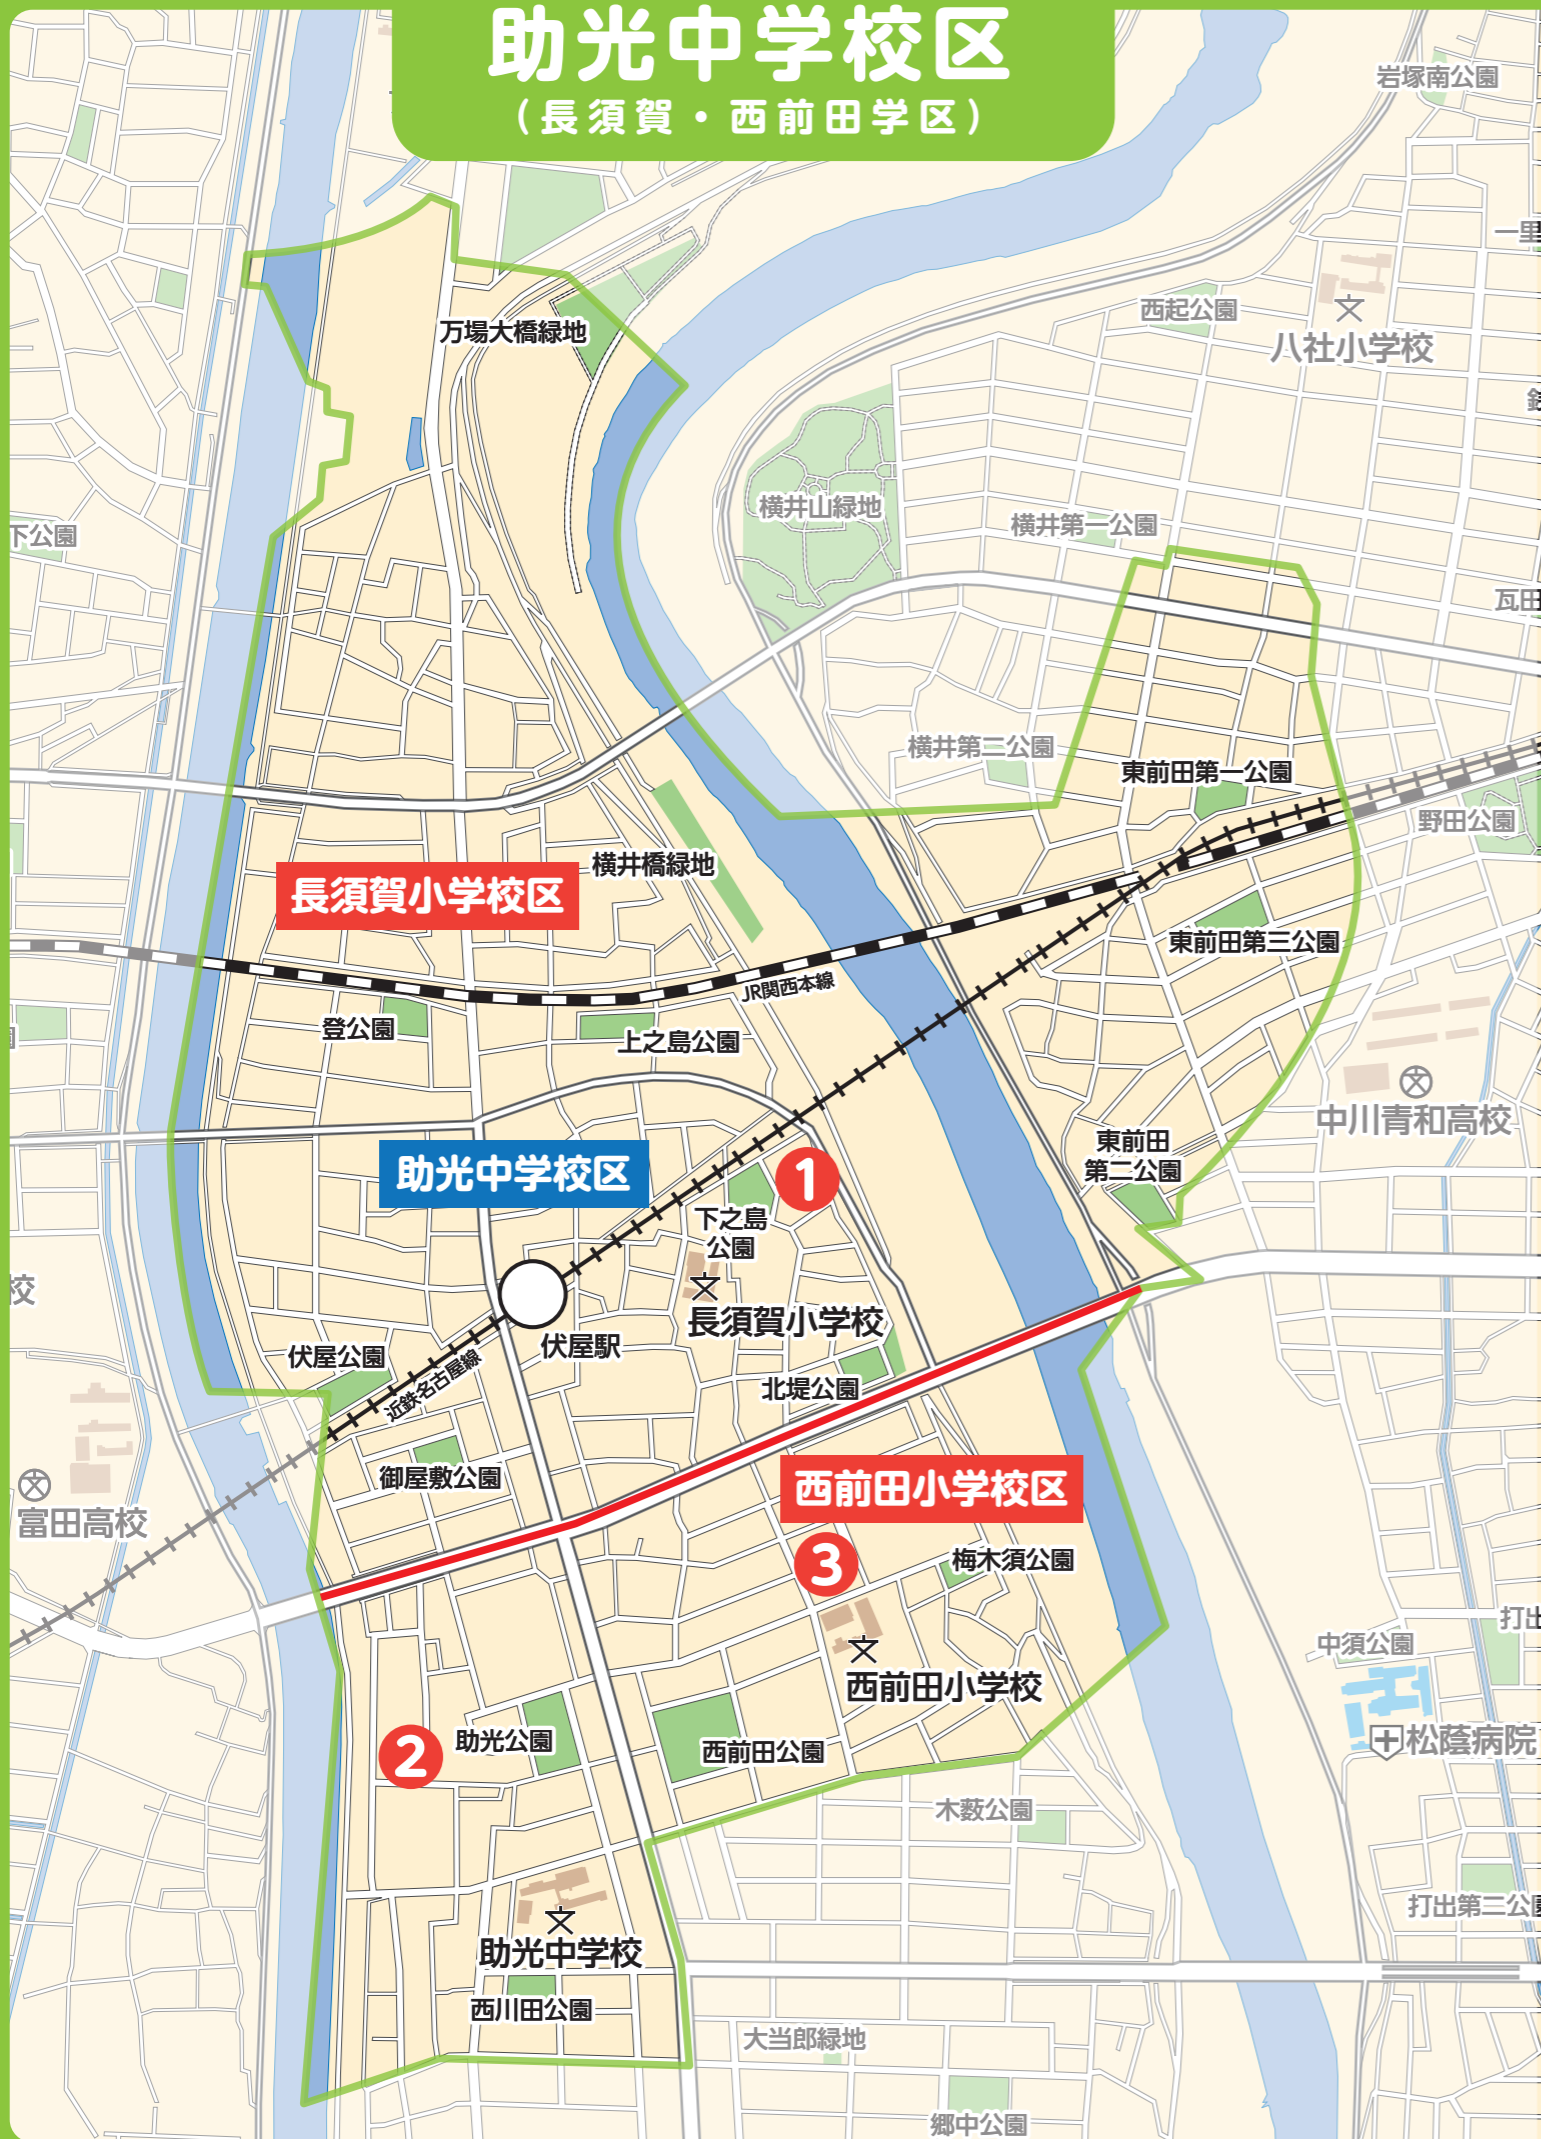 助光中学校区
（長須賀・西前田学区）
岩塚南公園
一里
西起公園
八社小学校
万場大橋緑地
横井山緑地
横井第一公園
下公園
瓦田
横井第二公園
東前田第一公園
野田公園
横井橋緑地
長須賀小学校区
東前田第三公園
JR関西本線
登公園
上之島公園
園
中川青和高校
東前田
第二公園
助光中学校区
1
下之島
公園
校
長須賀小学校
伏屋駅
伏屋公園
近鉄名古屋線
北堤公園
御屋敷公園
西前田小学校区
富田高校
3
梅木須公園
打出
中須公園
西前田小学校
2
助光公園
西前田公園
松蔭病院
木薮公園
打出第二公園
助光中学校
西川田公園
大当郎緑地
郷中公園